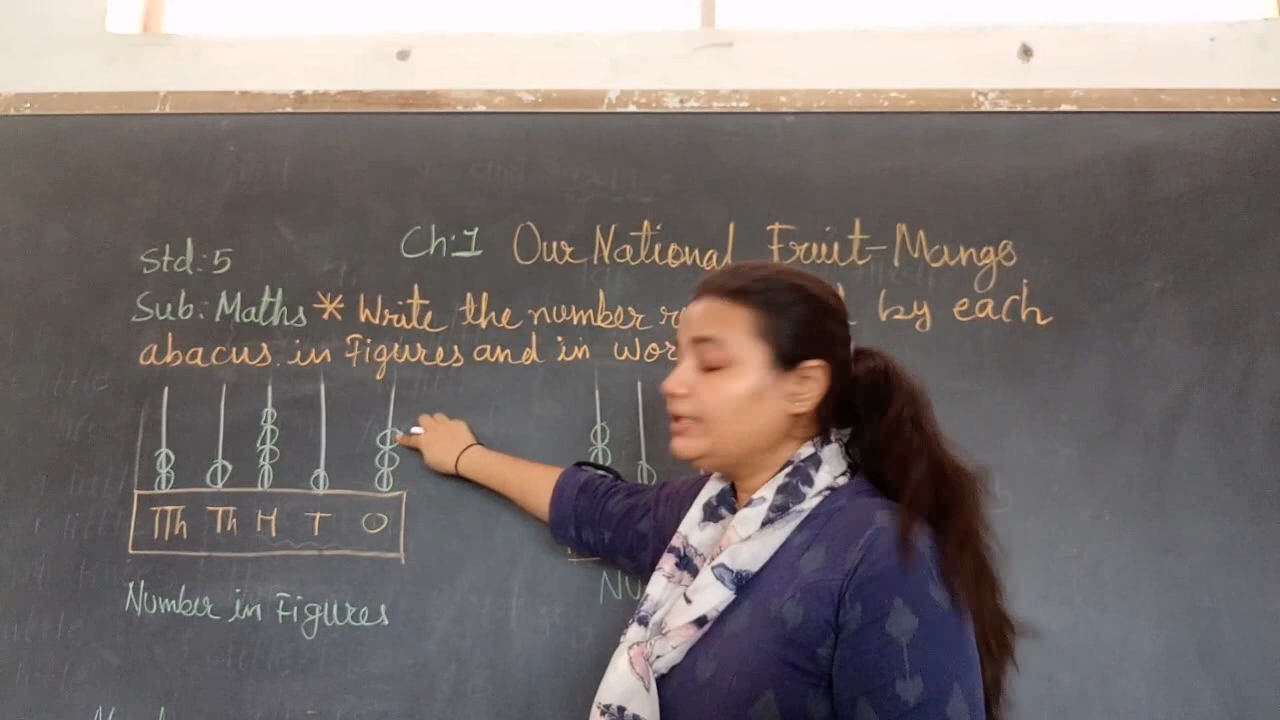 Ch:1 Our National Fruit-Mango
Std:5
Sub: Maths * Write the number by each
abacus in Figures and in
TTh Th H T O
Number in Figures